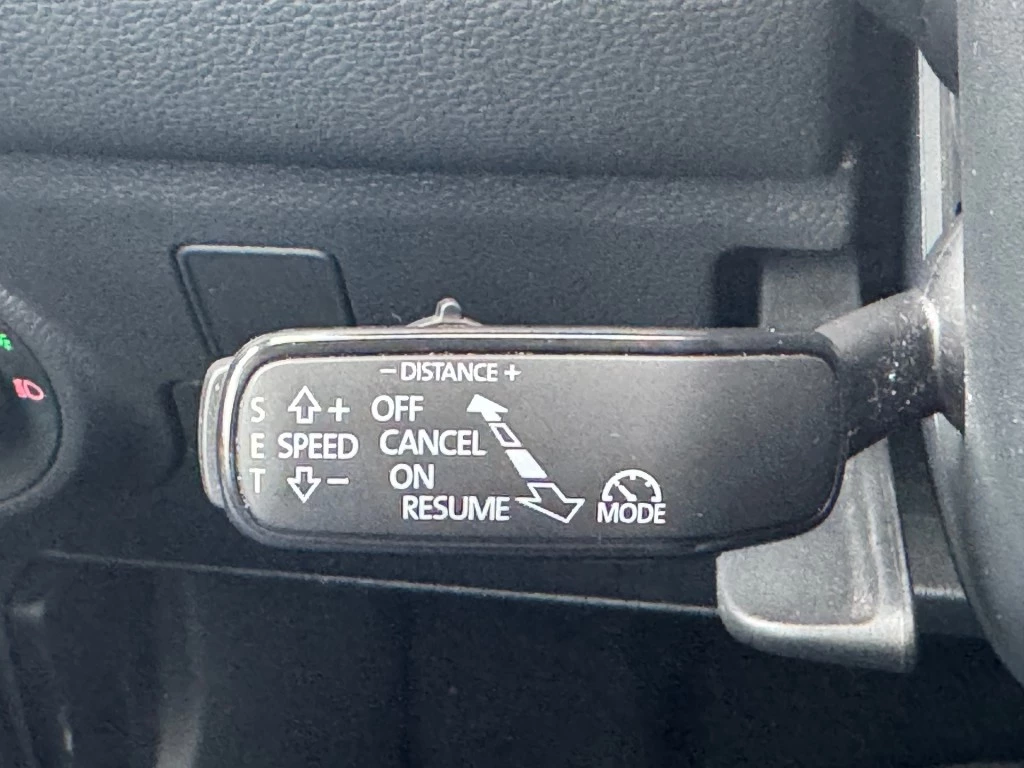 − DISTANCE +
S + OFF
E SPEED CANCEL
T − ON
RESUME MODE